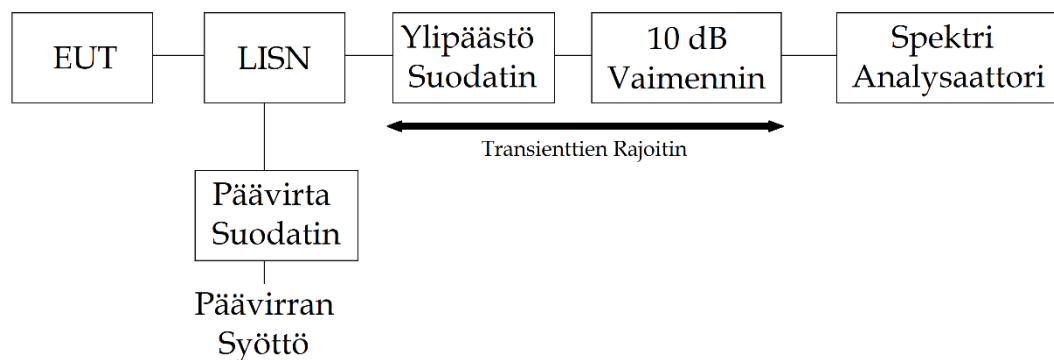 EUT
LISN
Ylipäästö
Suodatin
10 dB
Vaimennin
Spektri
Analysaattori
Transienttien Rajoitin
Päävirta
Suodatin
Päävirran
Syöttö